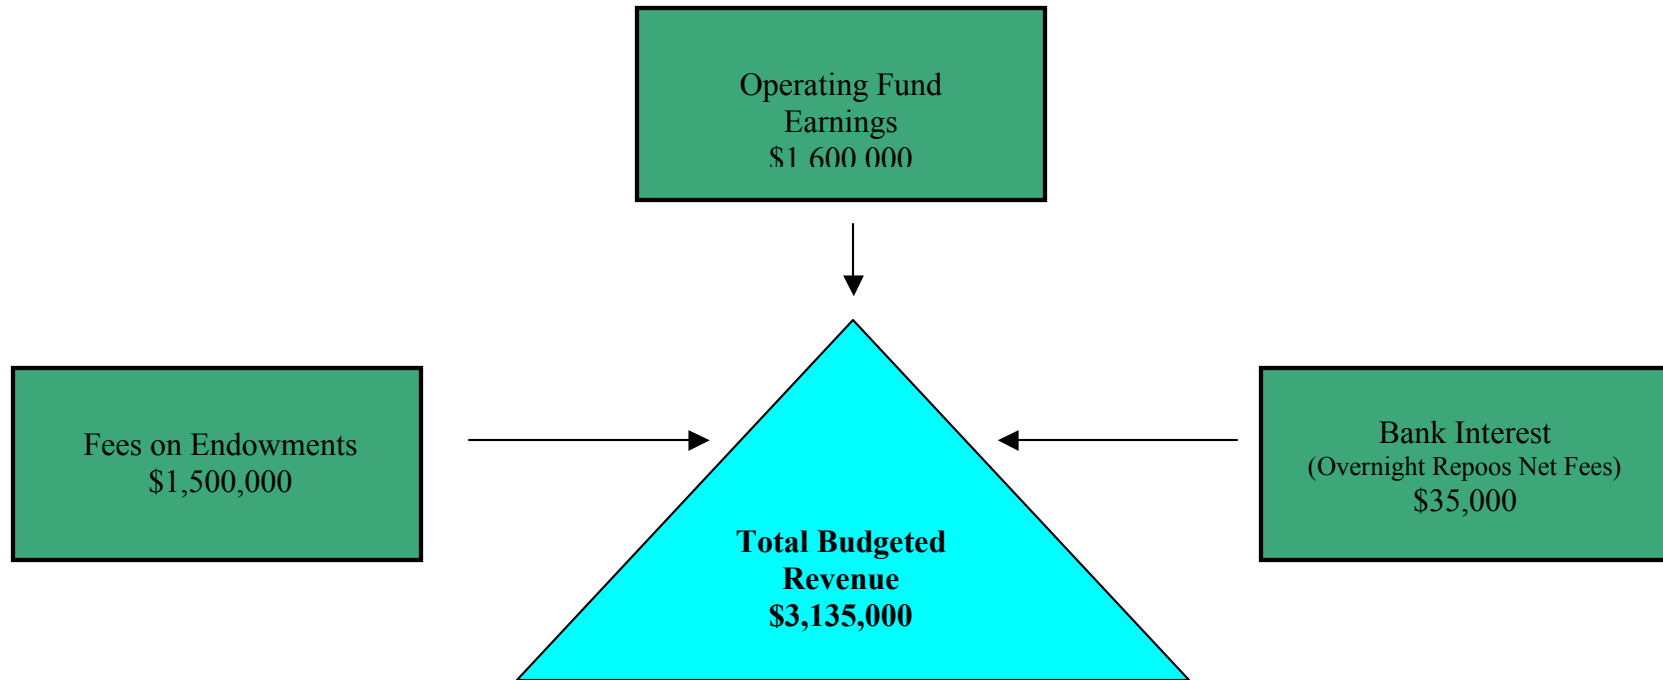 Operating Fund
Earnings
$1,600,000
Fees on Endowments
$1,500,000
Bank Interest
(Overnight Repoos Net Fees)
$35,000
Total Budgeted
Revenue
$3,135,000